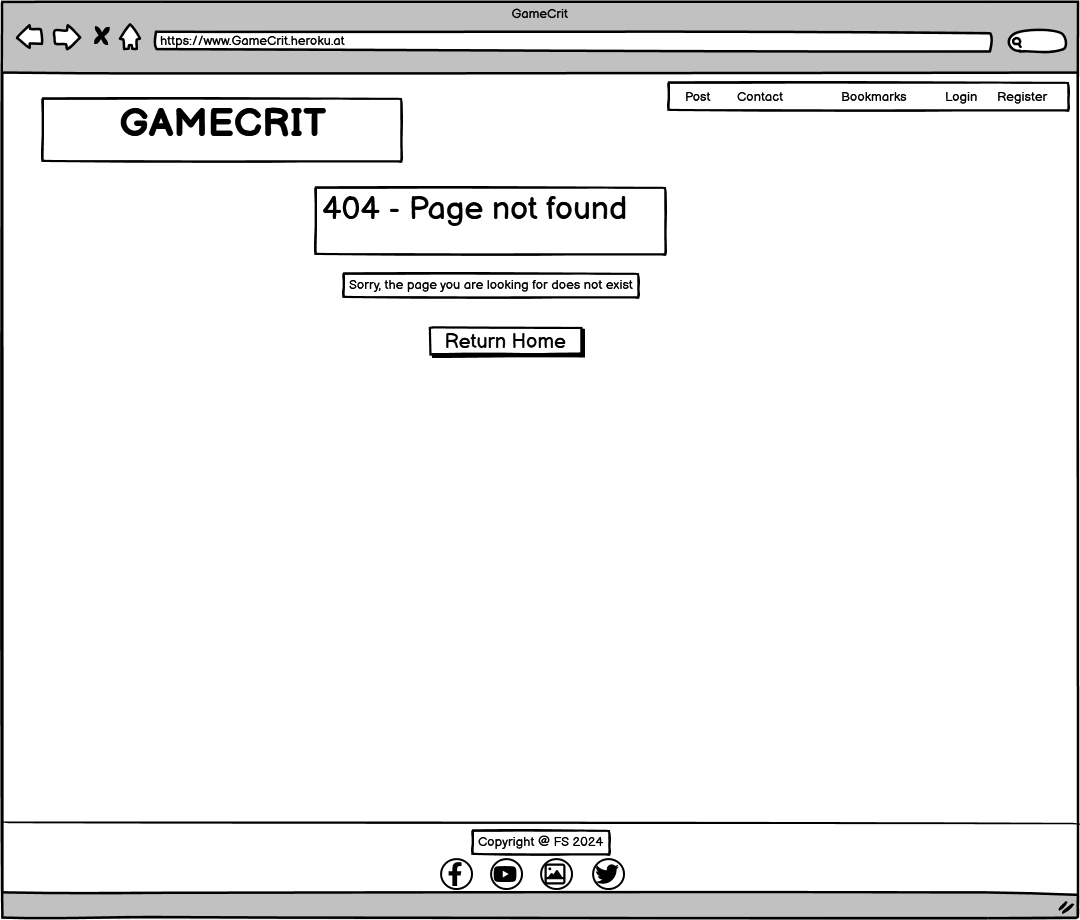 GameCrit
https://www.GameCrit.heroku.at
Post Contact Bookmarks Login Register
GAMECRIT
404 - Page not found
Sorry, the page you are looking for does not exist
Return Home
Copyright @ FS 2024